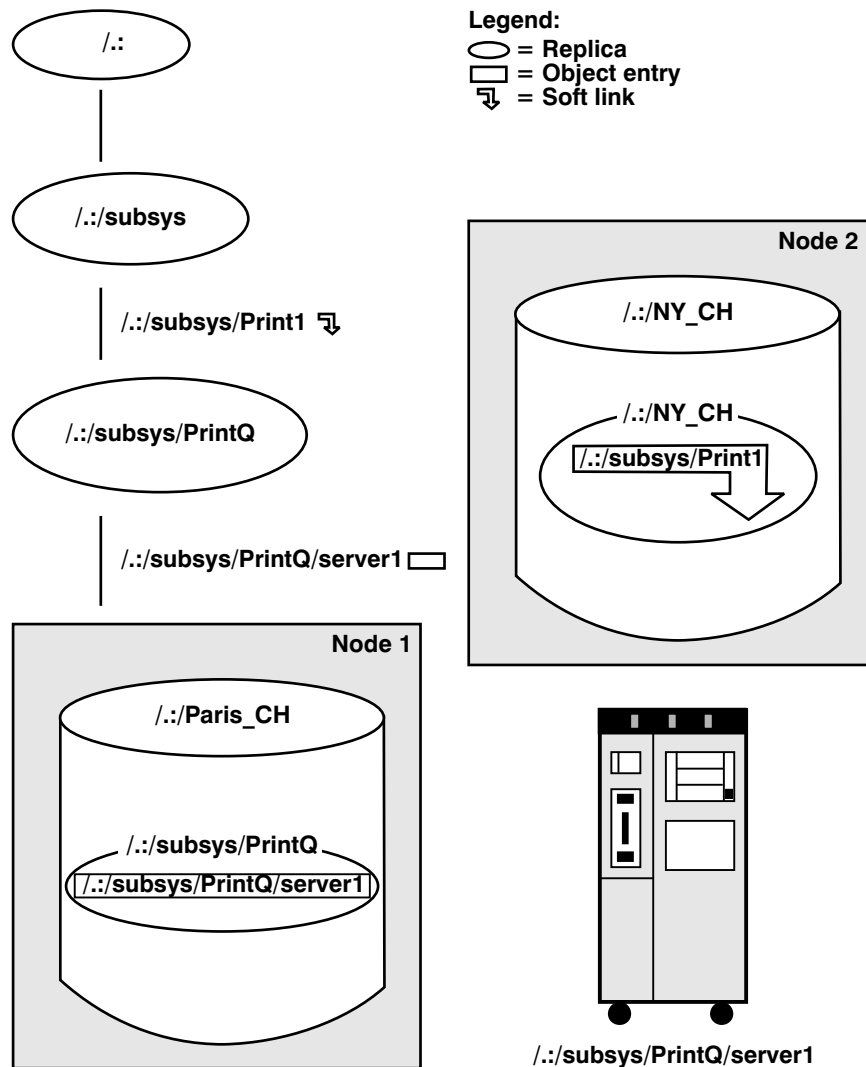 /.:
Legend:
= Replica
= Object entry
= Soft link
/.:/subsys
/.:/subsys/Print1
/.:/subsys/PrintQ
/.:/subsys/PrintQ/server1
Node 2
/.:/NY_CH
/.:/NY_CH
/.:/subsys/Print1
Node 1
/.:/Paris_CH
/.:/subsys/PrintQ
/.:/subsys/PrintQ/server1
/.:/subsys/PrintQ/server1